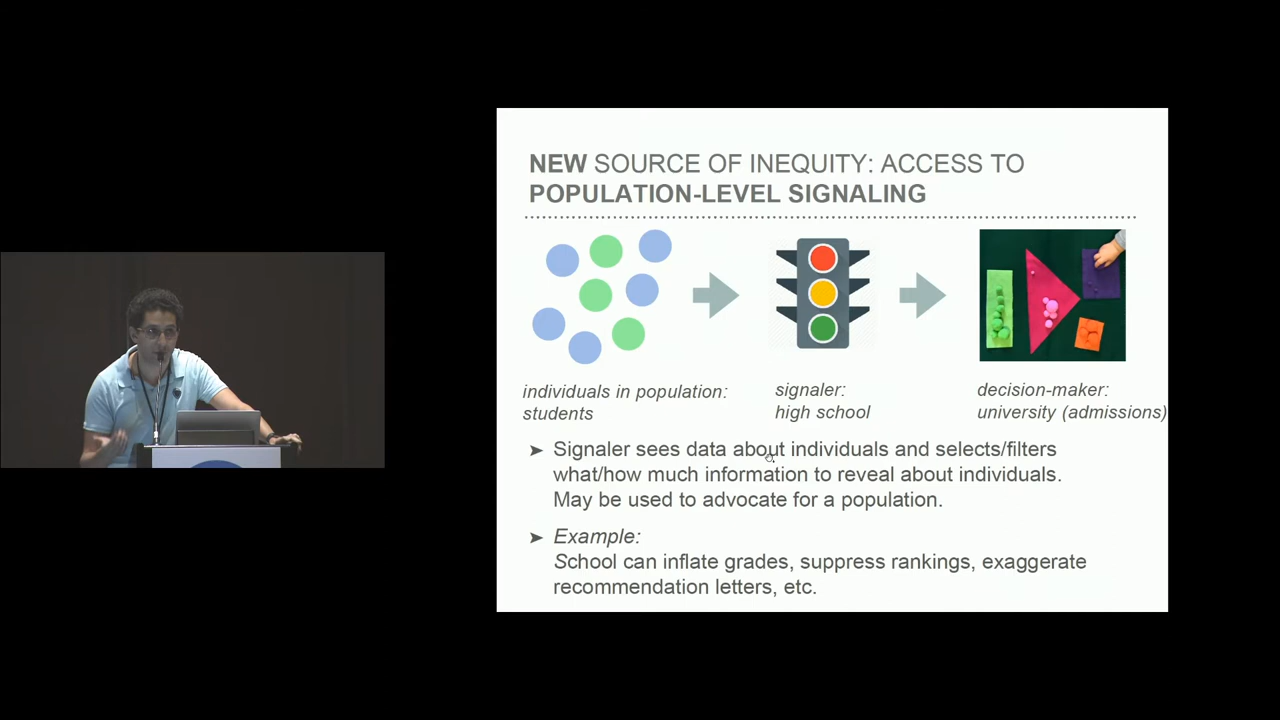 NEW SOURCE OF INEQUITY: ACCESS TO
POPULATION-LEVEL SIGNALING
individuals in population:
students
signaler:
high school
decision-maker:
university (admissions)
➤ Signaler sees data about individuals and selects/filters
what/how much information to reveal about individuals.
May be used to advocate for a population.
➤ Example:
School can inflate grades, suppress rankings, exaggerate
recommendation letters, etc.